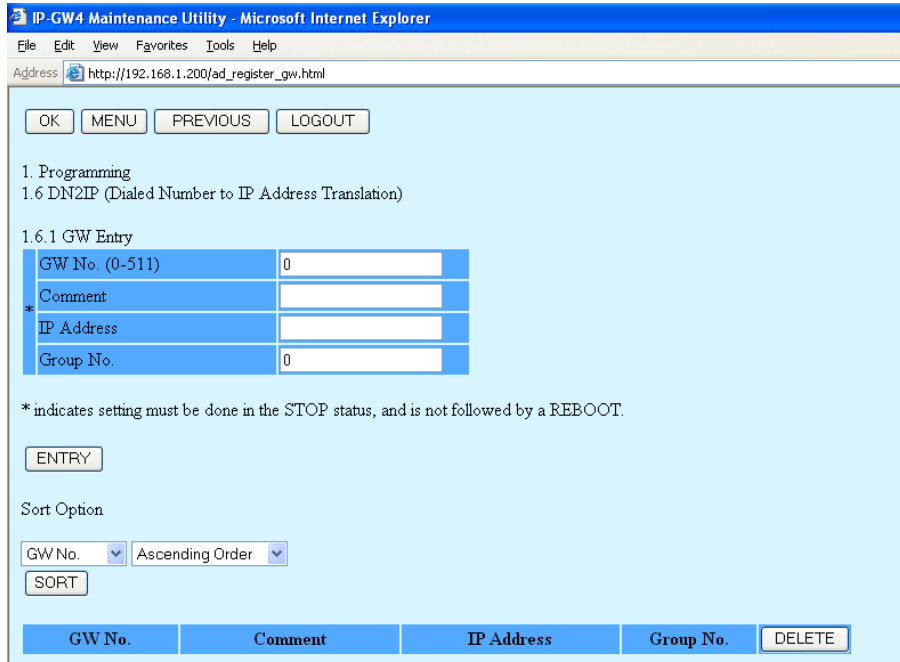 IP-GW4 Maintenance Utility - Microsoft Internet Explorer
File Edit View Favorites Tools Help
Address http://192.168.1.200/ad_register_gw.html
OK MENU PREVIOUS LOGOUT
1. Programming
1.6 DN2IP (Dialed Number to IP Address Translation)
1.6.1 GW Entry
GW No. (0-511) 0
Comment
*
IP Address
Group No. 0
* indicates setting must be done in the STOP status, and is not followed by a REBOOT.
ENTRY
Sort Option
GW No. Ascending Order
SORT
GW No. Comment IP Address Group No. DELETE